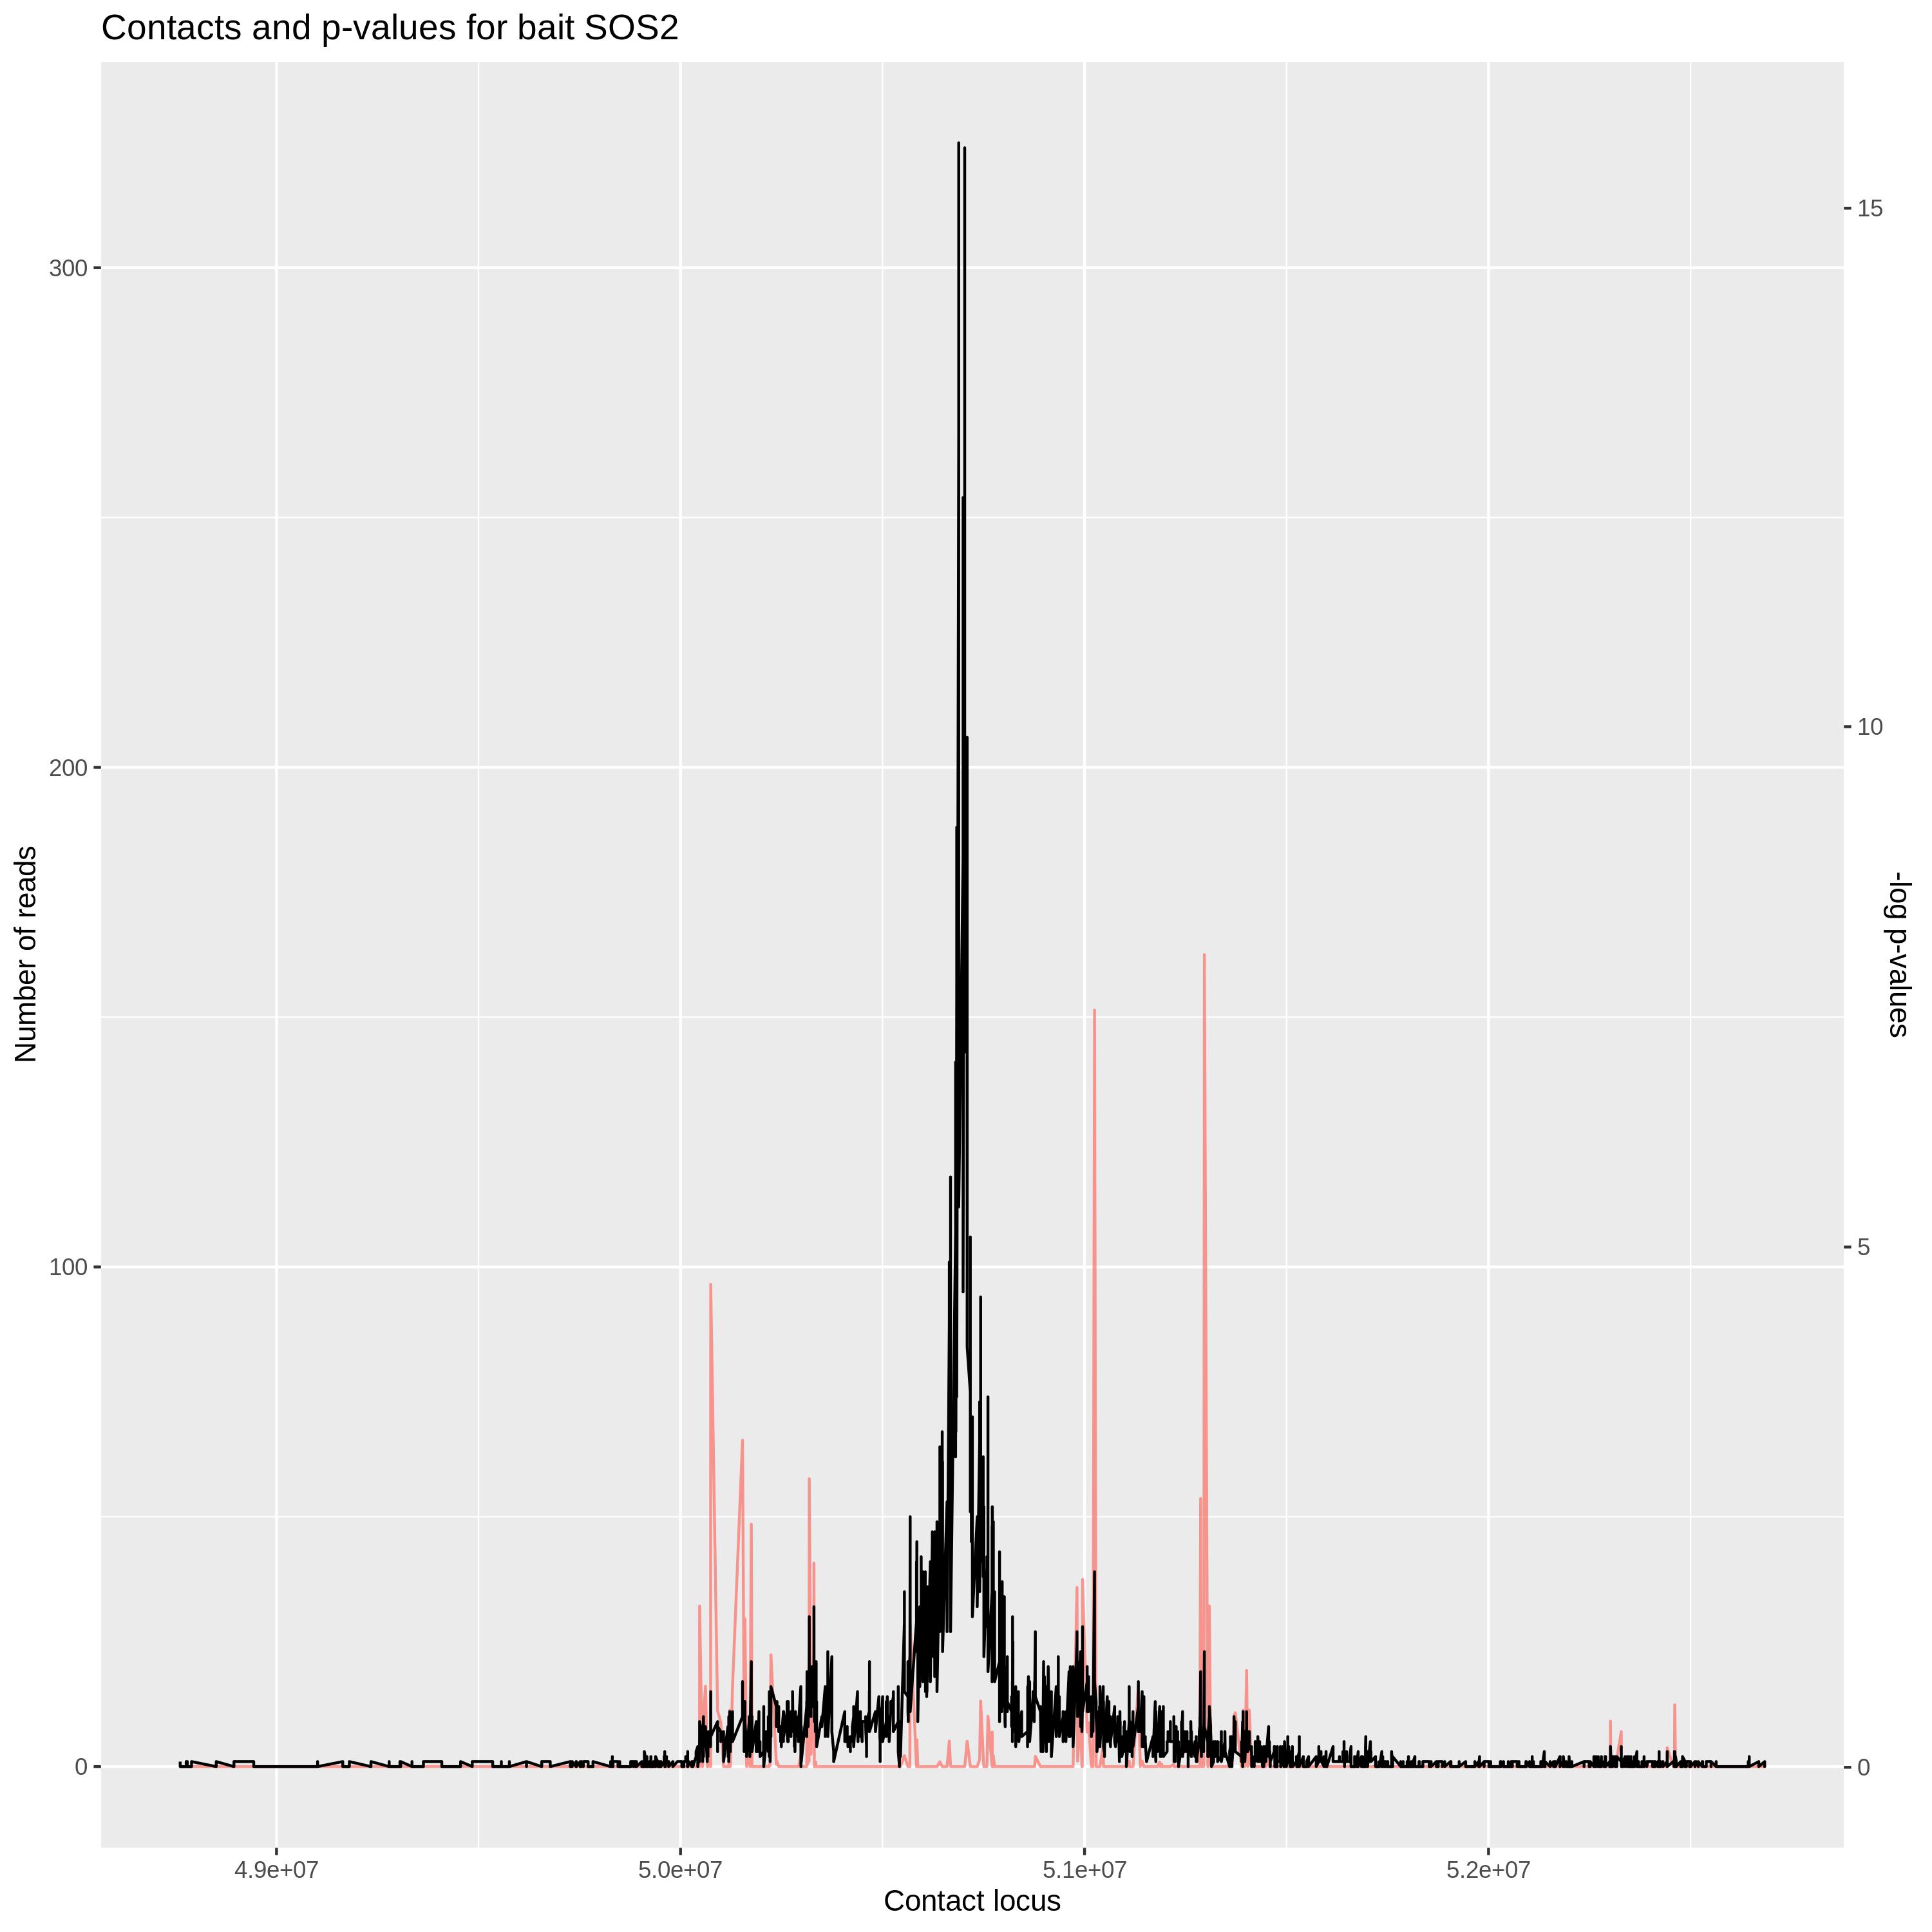 Contacts and p-values for bait SOS2
Number of reads
300
200
100
0
15
10
5
0
-log p-values
4.9e+07
5.0e+07
5.1e+07
5.2e+07
Contact locus